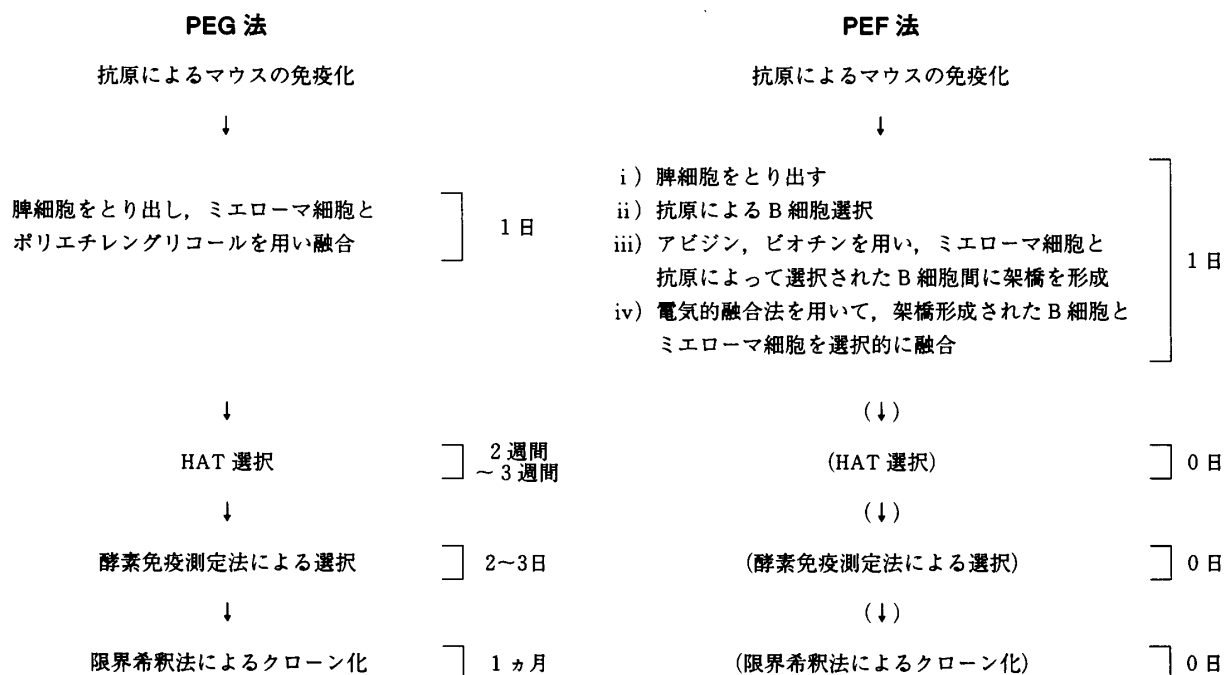 PEG 法
抗原によるマウスの免疫化
↓
脾細胞をとり出し，ミエローマ細胞と
ポリエチレングリコールを用い融合
1 日
↓
HAT 選択
2 週間
～ 3 週間
↓
酵素免疫測定法による選択
2～3日
↓
限界希釈法によるクローン化
1 ヵ月
PEF 法
抗原によるマウスの免疫化
↓
i ）脾細胞をとり出す
ii ）抗原による B 細胞選択
iii）アビジン，ビオチンを用い，ミエローマ細胞と
抗原によって選択された B 細胞間に架橋を形成
iv）電気的融合法を用いて，架橋形成された B 細胞と
ミエローマ細胞を選択的に融合
1 日
(↓)
(HAT 選択)
0 日
(↓)
(酵素免疫測定法による選択)
0 日
(↓)
(限界希釈法によるクローン化)
0 日